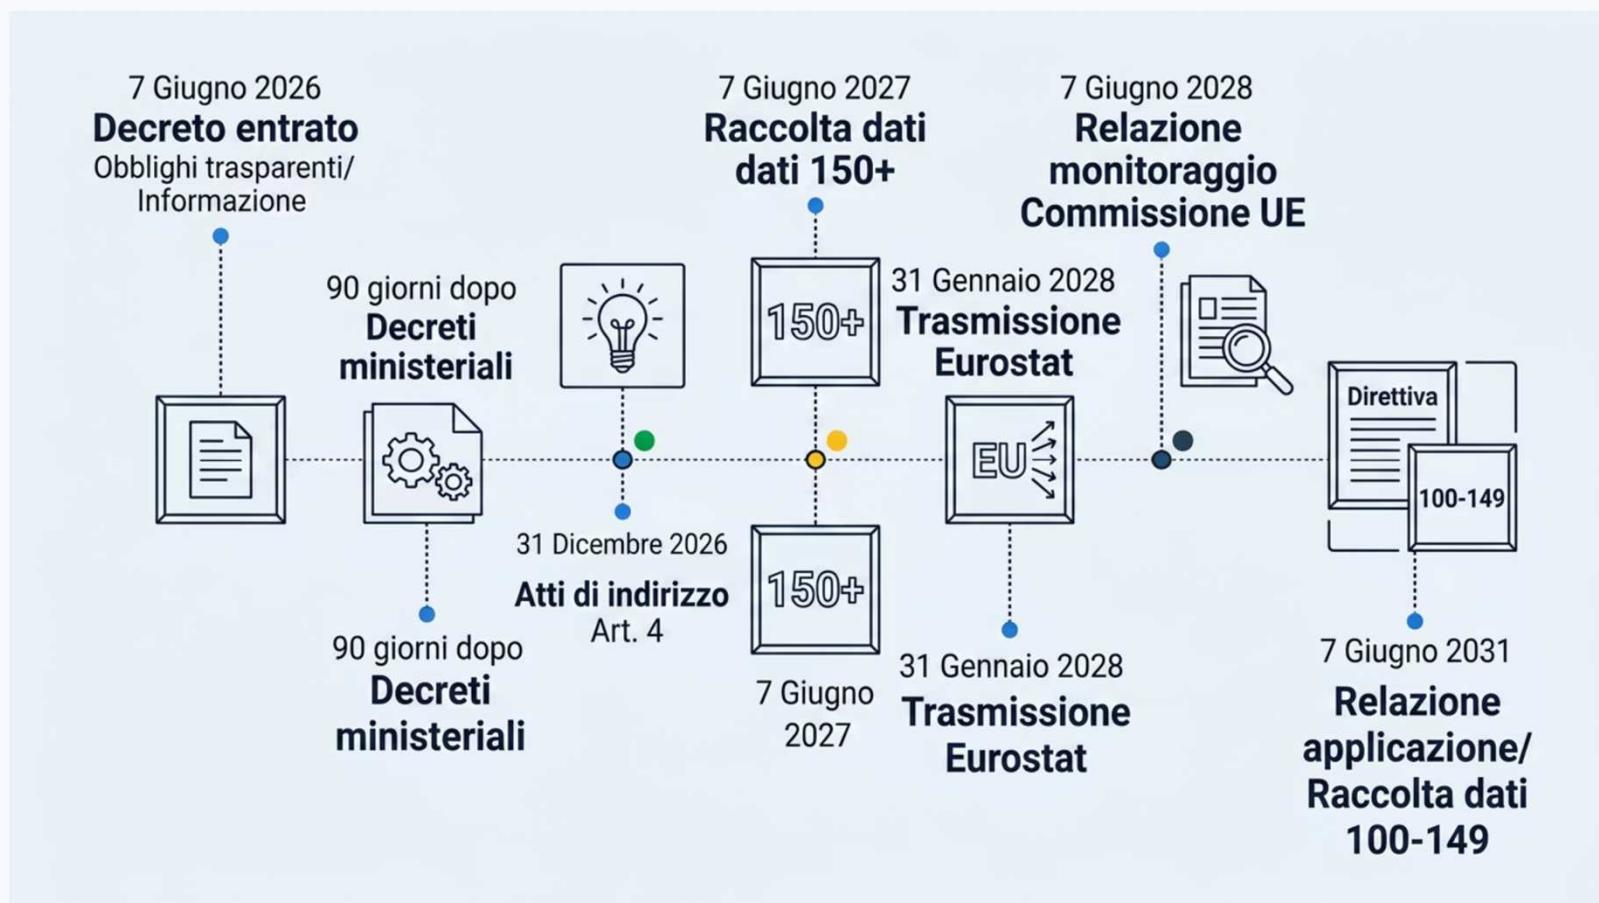 7 Giugno 2026
Decreto entrato
Obblighi trasparenti/
Informazione
90 giorni dopo
Decreti
ministeriali
90 giorni dopo
Decreti
ministeriali
31 Dicembre 2026
Atti di indirizzo
Art. 4
7 Giugno 2027
Raccolta dati
dati 150+
150+
150+
7 Giugno
2027
31 Gennaio 2028
Trasmissione
Eurostat
EU
31 Gennaio 2028
Trasmissione
Eurostat
7 Giugno 2028
Relazione
monitoraggio
Commissione UE
Direttiva
100-149
7 Giugno 2031
Relazione
applicazione/
Raccolta dati
100-149